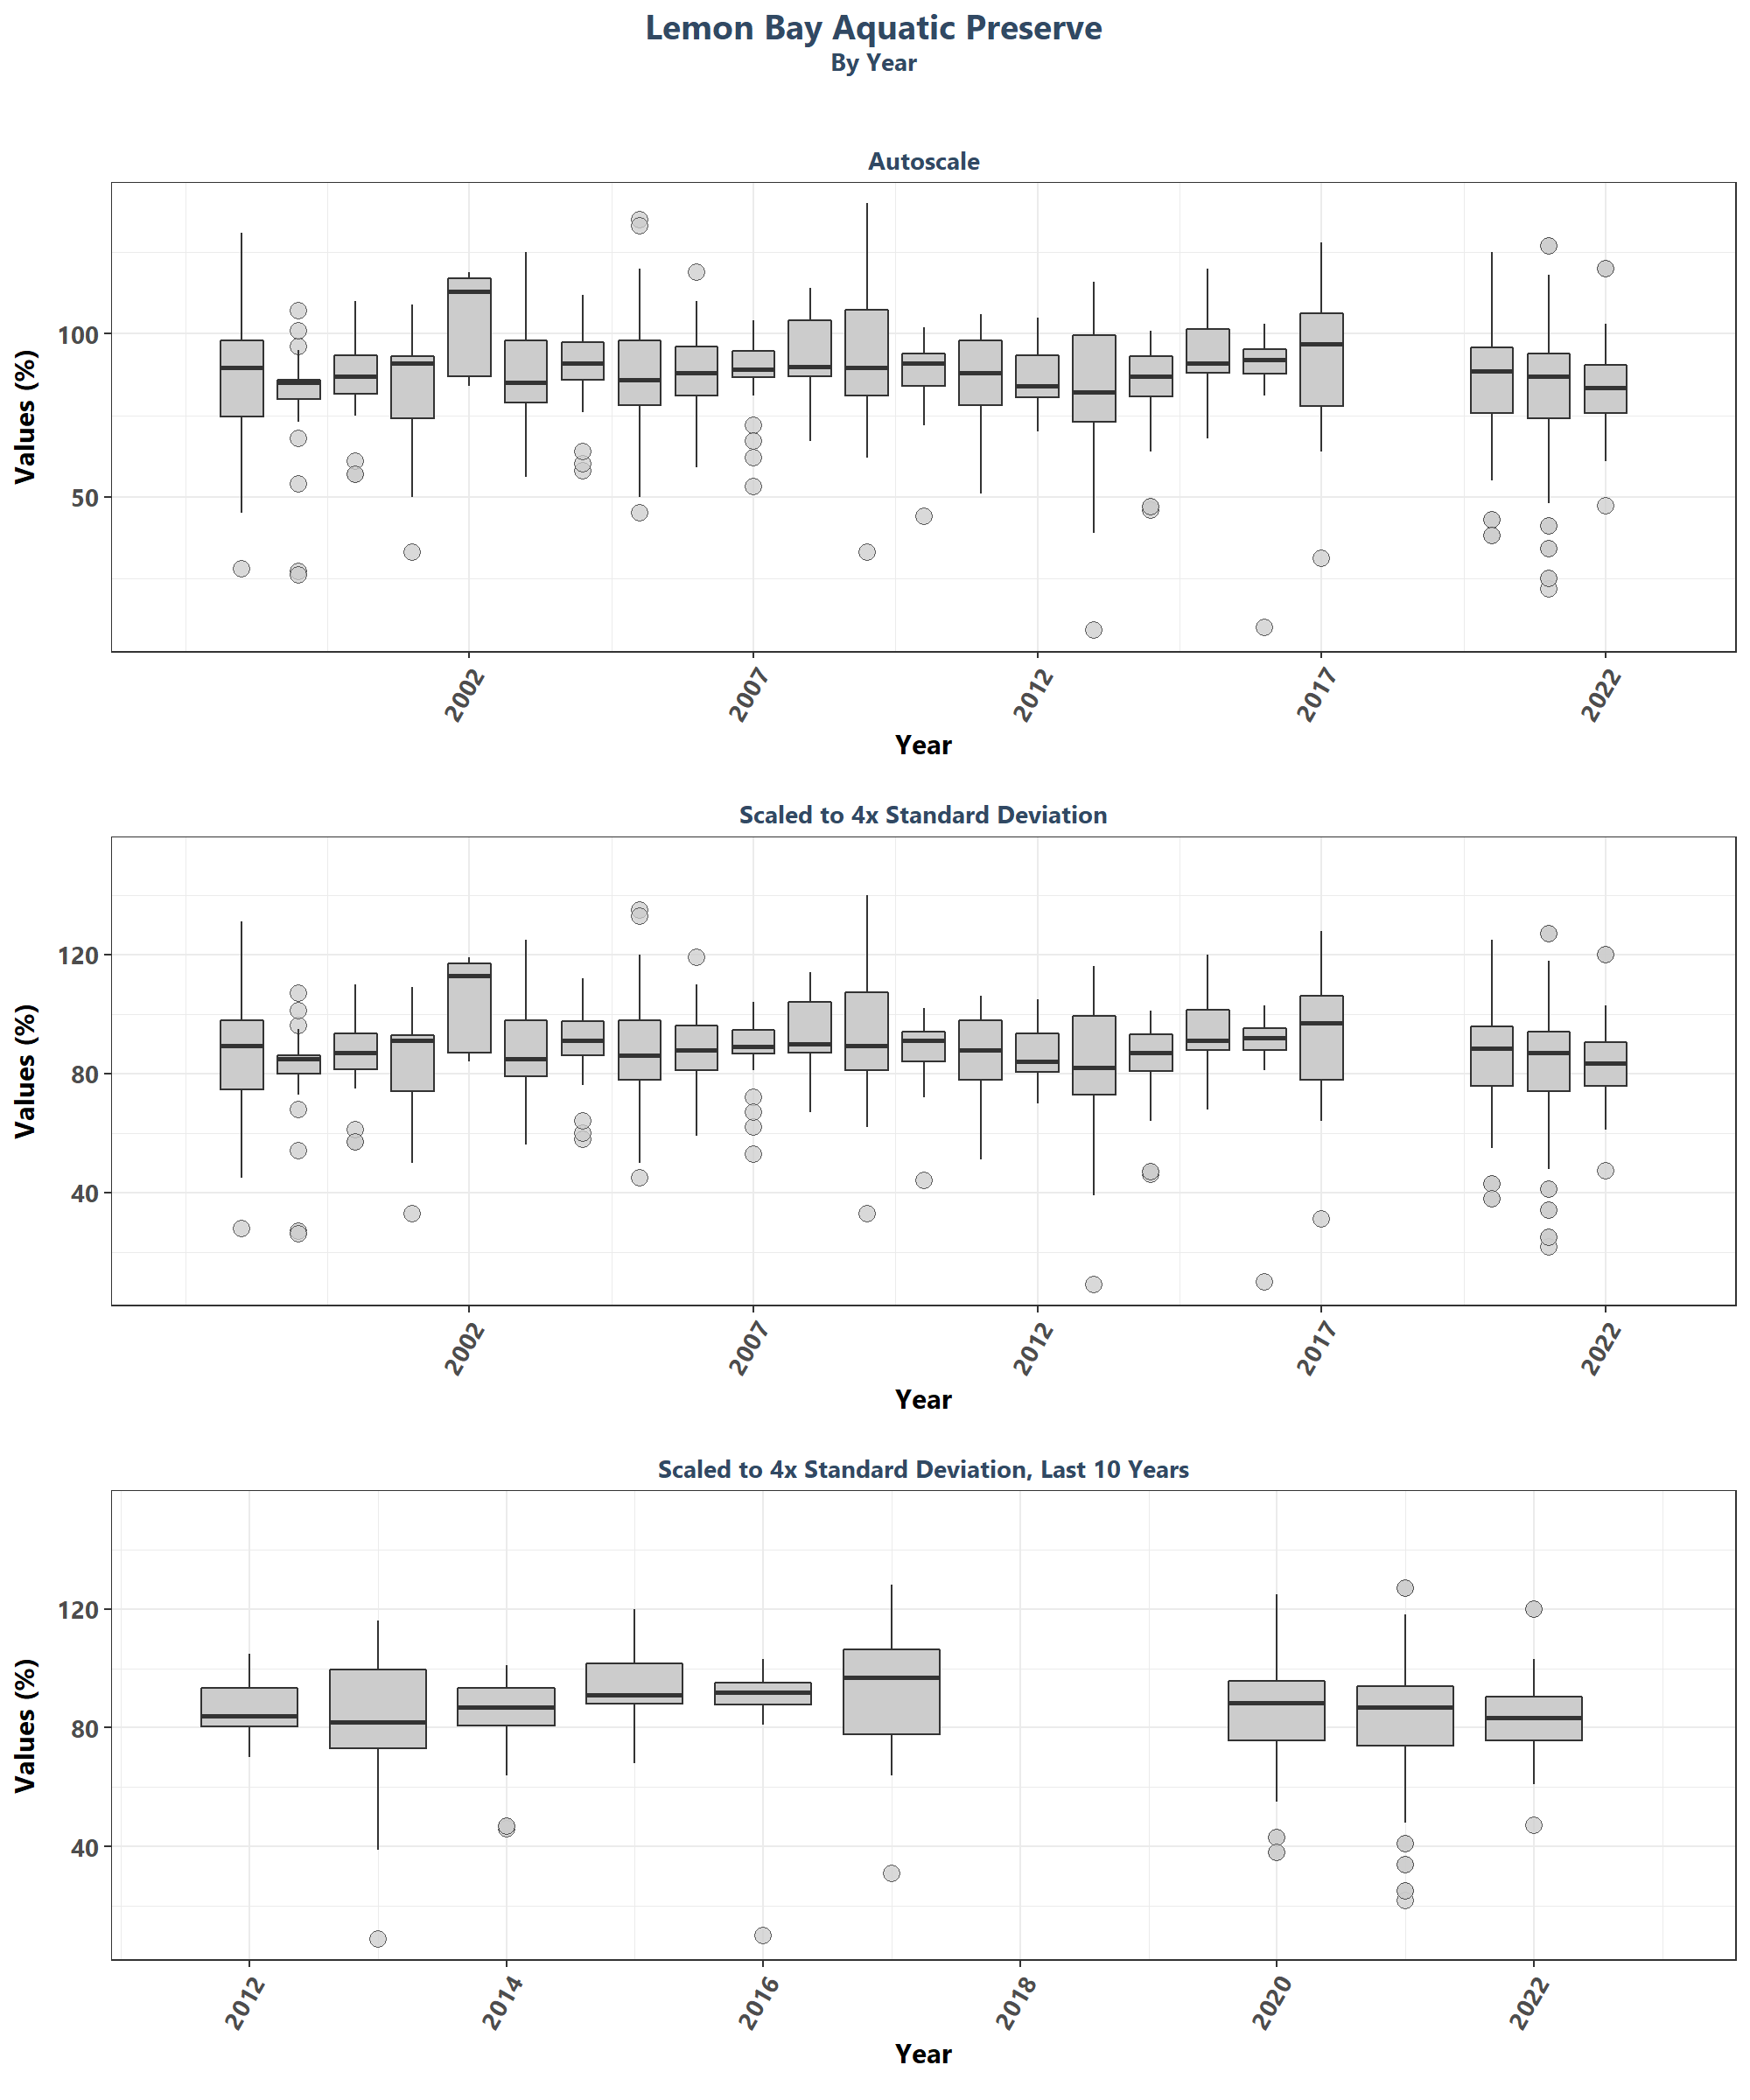 Lemon Bay Aquatic Preserve
By Year
Autoscale
Values (%)
100
50
2002 2007 2012 2017 2022
Year
Scaled to 4x Standard Deviation
Values (%)
120
80
40
2002 2007 2012 2017 2022
Year
Scaled to 4x Standard Deviation, Last 10 Years
Values (%)
120
80
40
2012 2014 2016 2018 2020 2022
Year